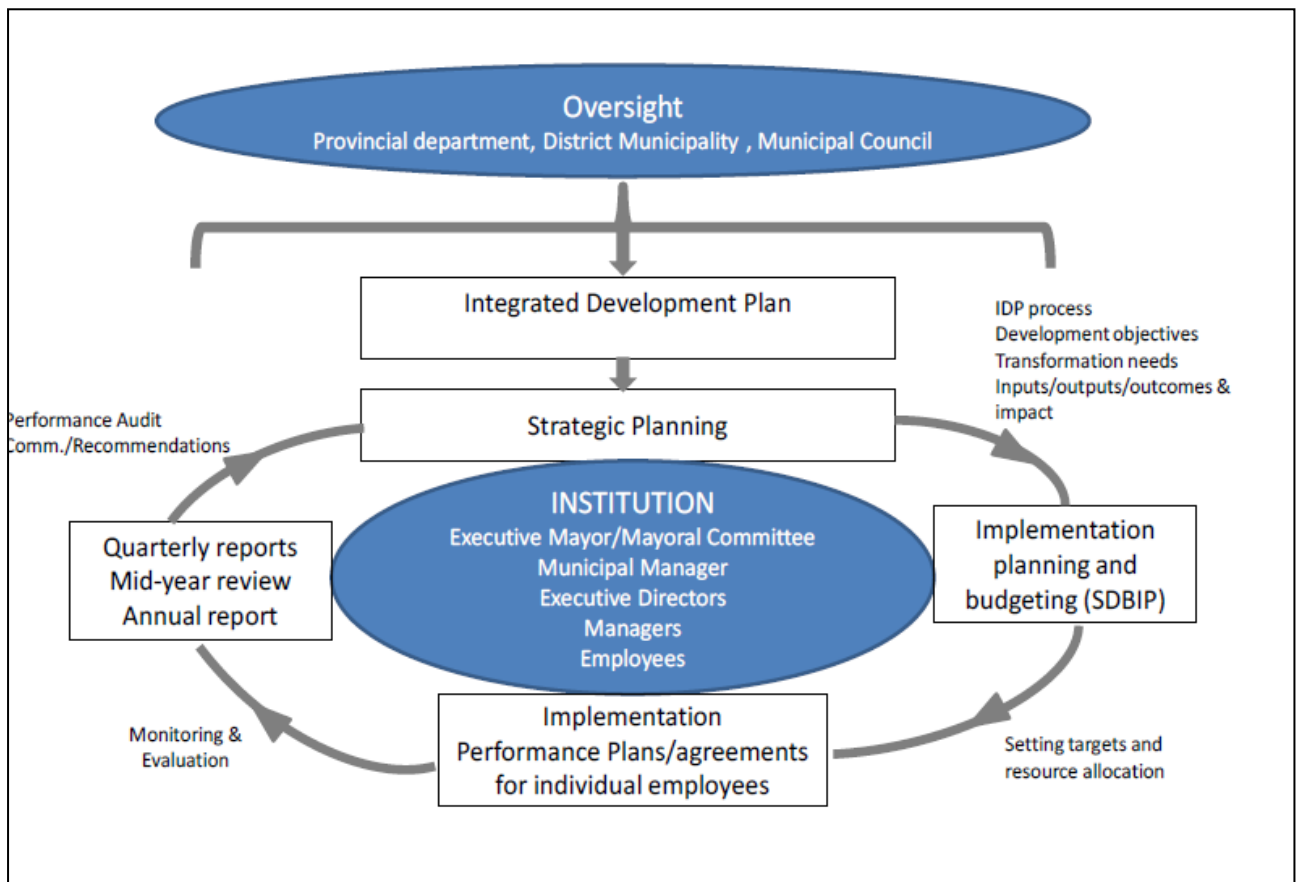 Oversight
Provincial department, District Municipality , Municipal Council
Integrated Development Plan
IDP process
Development objectives
Transformation needs
Inputs/outputs/outcomes &
impact
Strategic Planning
Performance Audit
Comm./Recommendations
INSTITUTION
Executive Mayor/Mayoral Committee
Municipal Manager
Executive Directors
Managers
Employees
Quarterly reports
Mid-year review
Annual report
Implementation
planning and
budgeting (SDBIP)
Implementation
Performance Plans/agreements
for individual employees
Monitoring &
Evaluation
Setting targets and
resource allocation